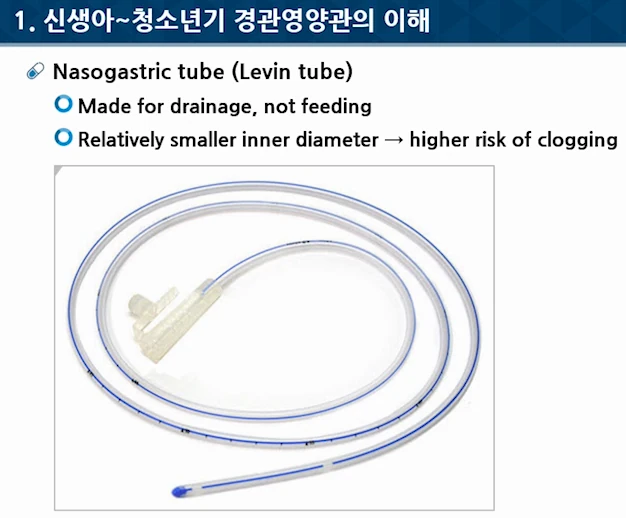 1. 신생아~청소년기 경관영양관의 이해
Nasogastric tube (Levin tube)
Made for drainage, not feeding
Relatively smaller inner diameter → higher risk of clogging